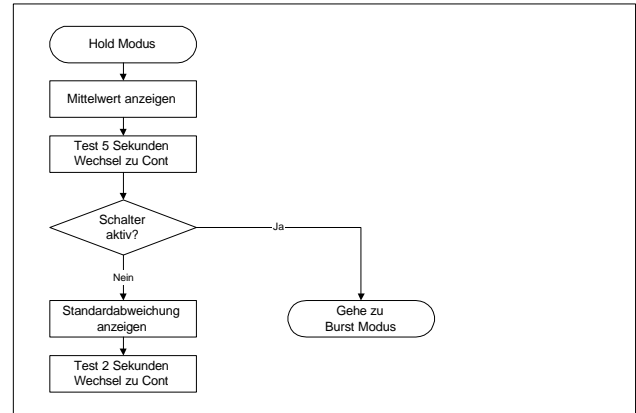 Hold Modus
Mittelwert anzeigen
Test 5 Sekunden
Wechsel zu Cont
Schalter
aktiv?
Ja
Nein
Standardabweichung
anzeigen
Gehe zu
Burst Modus
Test 2 Sekunden
Wechsel zu Cont